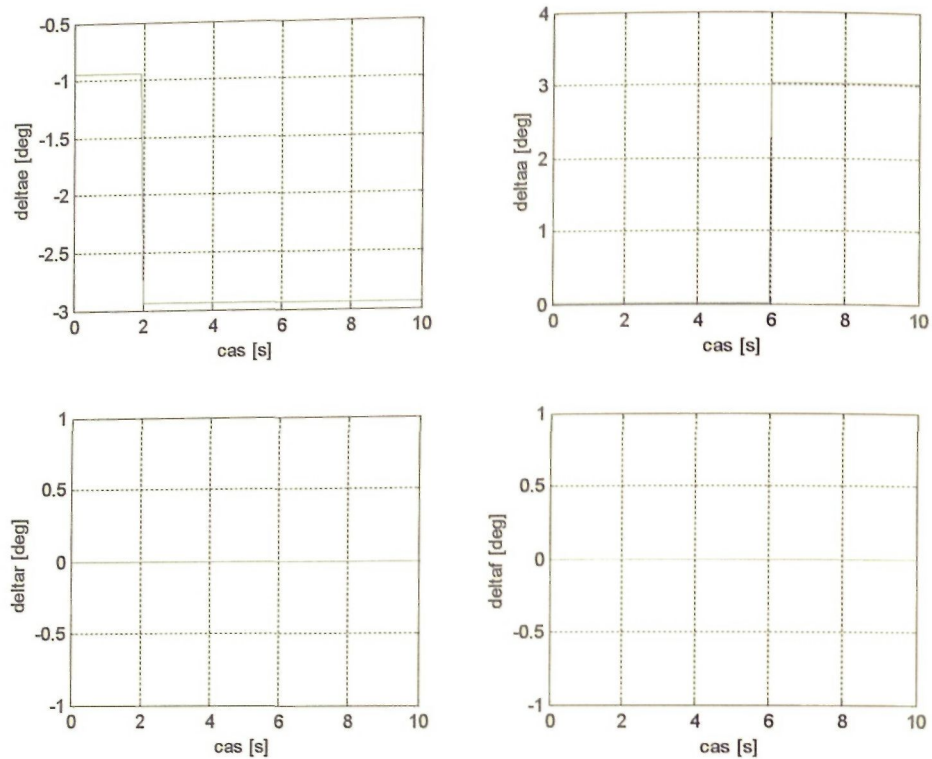 -0.5
-1
-1.5
-2
-2.5
-3
deltae [deg]
0 2 4 6 8 10
cas [s]
4
3
2
1
0
deltaa [deg]
0 2 4 6 8 10
cas [s]
1
0.5
0
-0.5
-1
deltar [deg]
0 2 4 6 8 10
cas [s]
1
0.5
0
-0.5
-1
deltaf [deg]
0 2 4 6 8 10
cas [s]